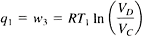 q₁ = w₃ = RT₁ ln (V_D / V_C)